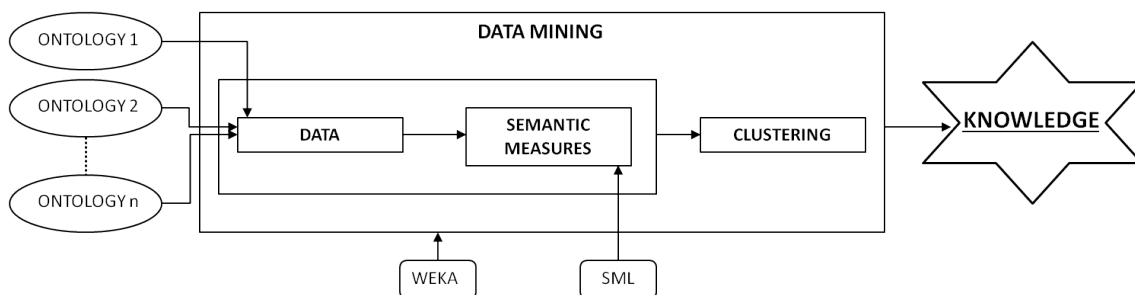 ONTOLOGY 1
DATA MINING
ONTOLOGY 2
DATA
SEMANTIC
MEASURES
CLUSTERING
KNOWLEDGE
ONTOLOGY n
WEKA
SML